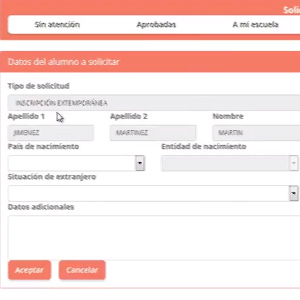 Soli
Sin atención Aprobadas A mi escuela
Datos del alumno a solicitar
Tipo de solicitud
INSCRIPCIÓN EXTEMPORÁNEA
Apellido 1 Apellido 2 Nombre
JIMENEZ MARTINEZ MARTIN
País de nacimiento Entidad de nacimiento
Situación de extranjero
Datos adicionales
Aceptar Cancelar